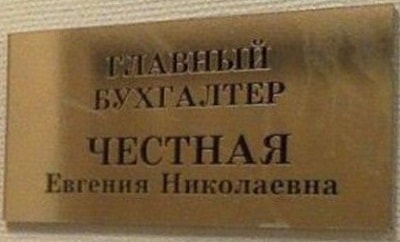 ГЛАВНЫЙ
БУХГАЛТЕР
ЧЕСТНАЯ
Евгения Николаевна